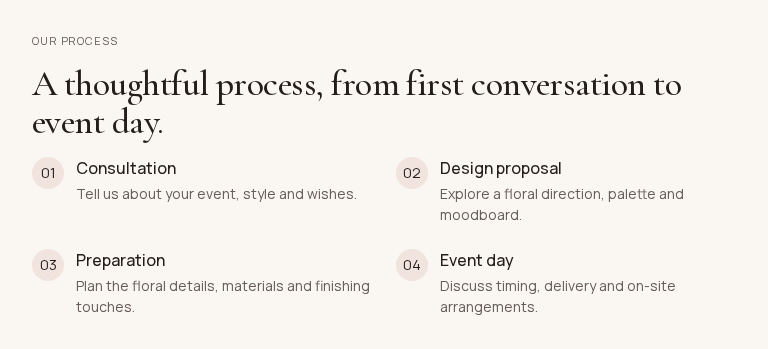 OUR PROCESS
A thoughtful process, from first conversation to
event day.
01
Consultation
Tell us about your event, style and wishes.
02
Design proposal
Explore a floral direction, palette and
moodboard.
03
Preparation
Plan the floral details, materials and finishing
touches.
04
Event day
Discuss timing, delivery and on-site
arrangements.